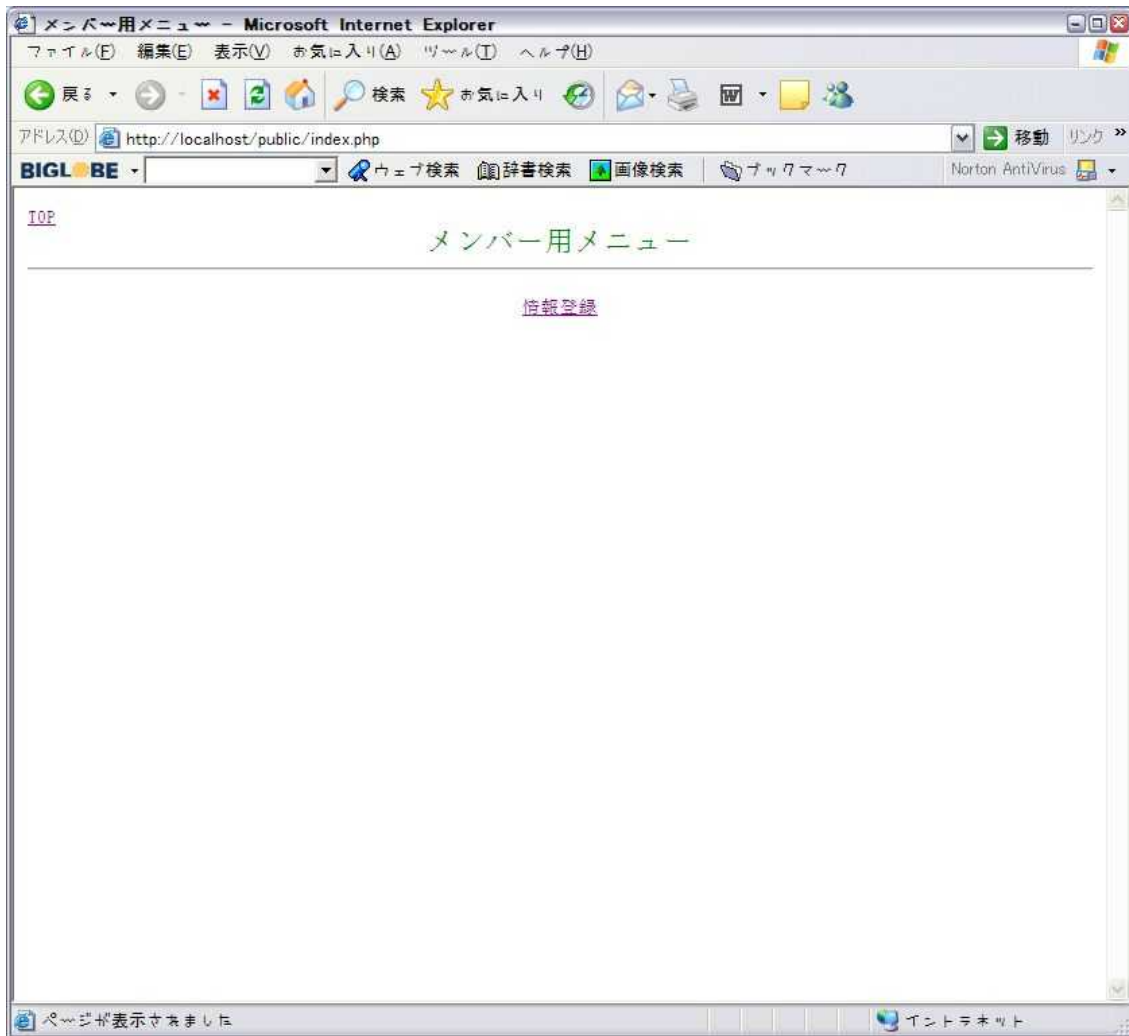 メンバー用メニュー - Microsoft Internet Explorer
ファイル(F) 編集(E) 表示(V) お気に入り(A) ツール(T) ヘルプ(H)
戻る 検索 お気に入り
アドレス(D) http://localhost/public/index.php 移動 リンク »
BIGLOBE ウェブ検索 辞書検索 画像検索 ブックマーク Norton AntiVirus
TOP
メンバー用メニュー
情報登録
ページが表示されました イントラネット